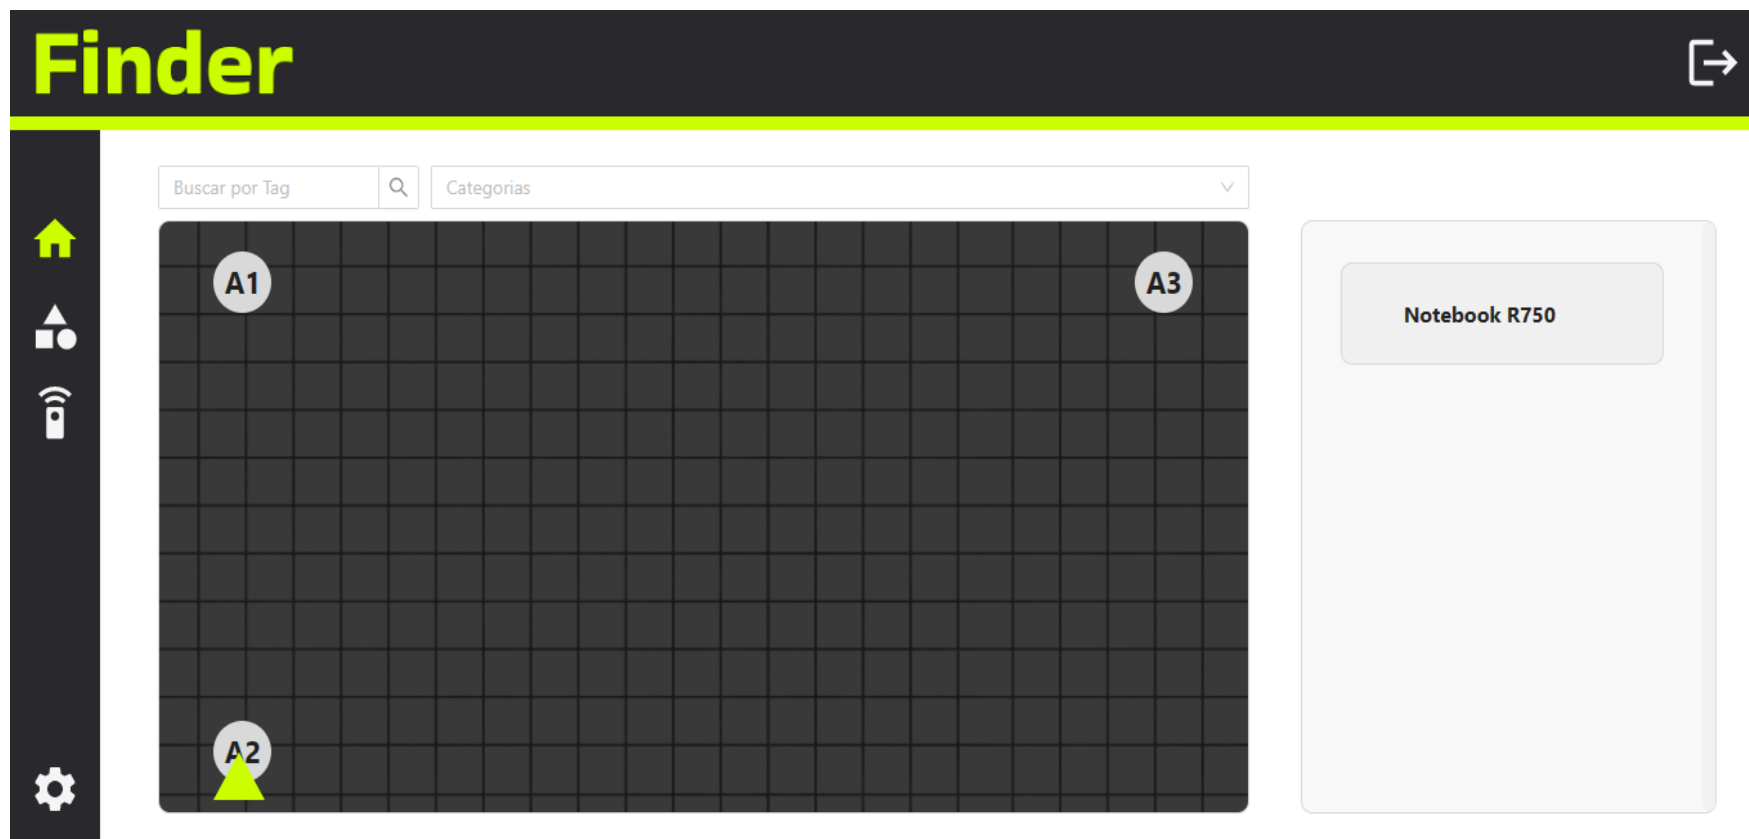 Finder
Buscar por Tag
Categorias
A1
A3
Notebook R750
A2